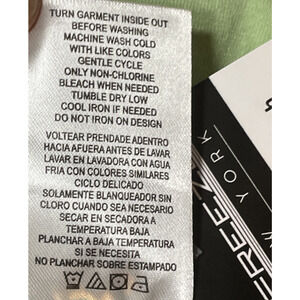 TURN GARMENT INSIDE OUT
BEFORE WASHING
MACHINE WASH COLD
WITH LIKE COLORS
GENTLE CYCLE
ONLY NON-CHLORINE
BLEACH WHEN NEEDED
TUMBLE DRY LOW
COOL IRON IF NEEDED
DO NOT IRON ON DESIGN
VOLTEAR PRENDADE ADENTRO
HACIA AFUERA ANTES DE LAVAR
LAVAR EN LAVADORA CON AGUA
FRIA CON COLORES SIMILARES
CICLO DELICADO
SOLAMENTE BLANQUEADOR SIN
CLORO CUANDO SEA NECESARIO
SECAR EN SECADORA A
TEMPERATURA BAJA
PLANCHAR A BAJA TEMPERATURA
SI SE NECESITA
NO PLANCHAR SOBRE ESTAMPADO
FREEZE
YORK